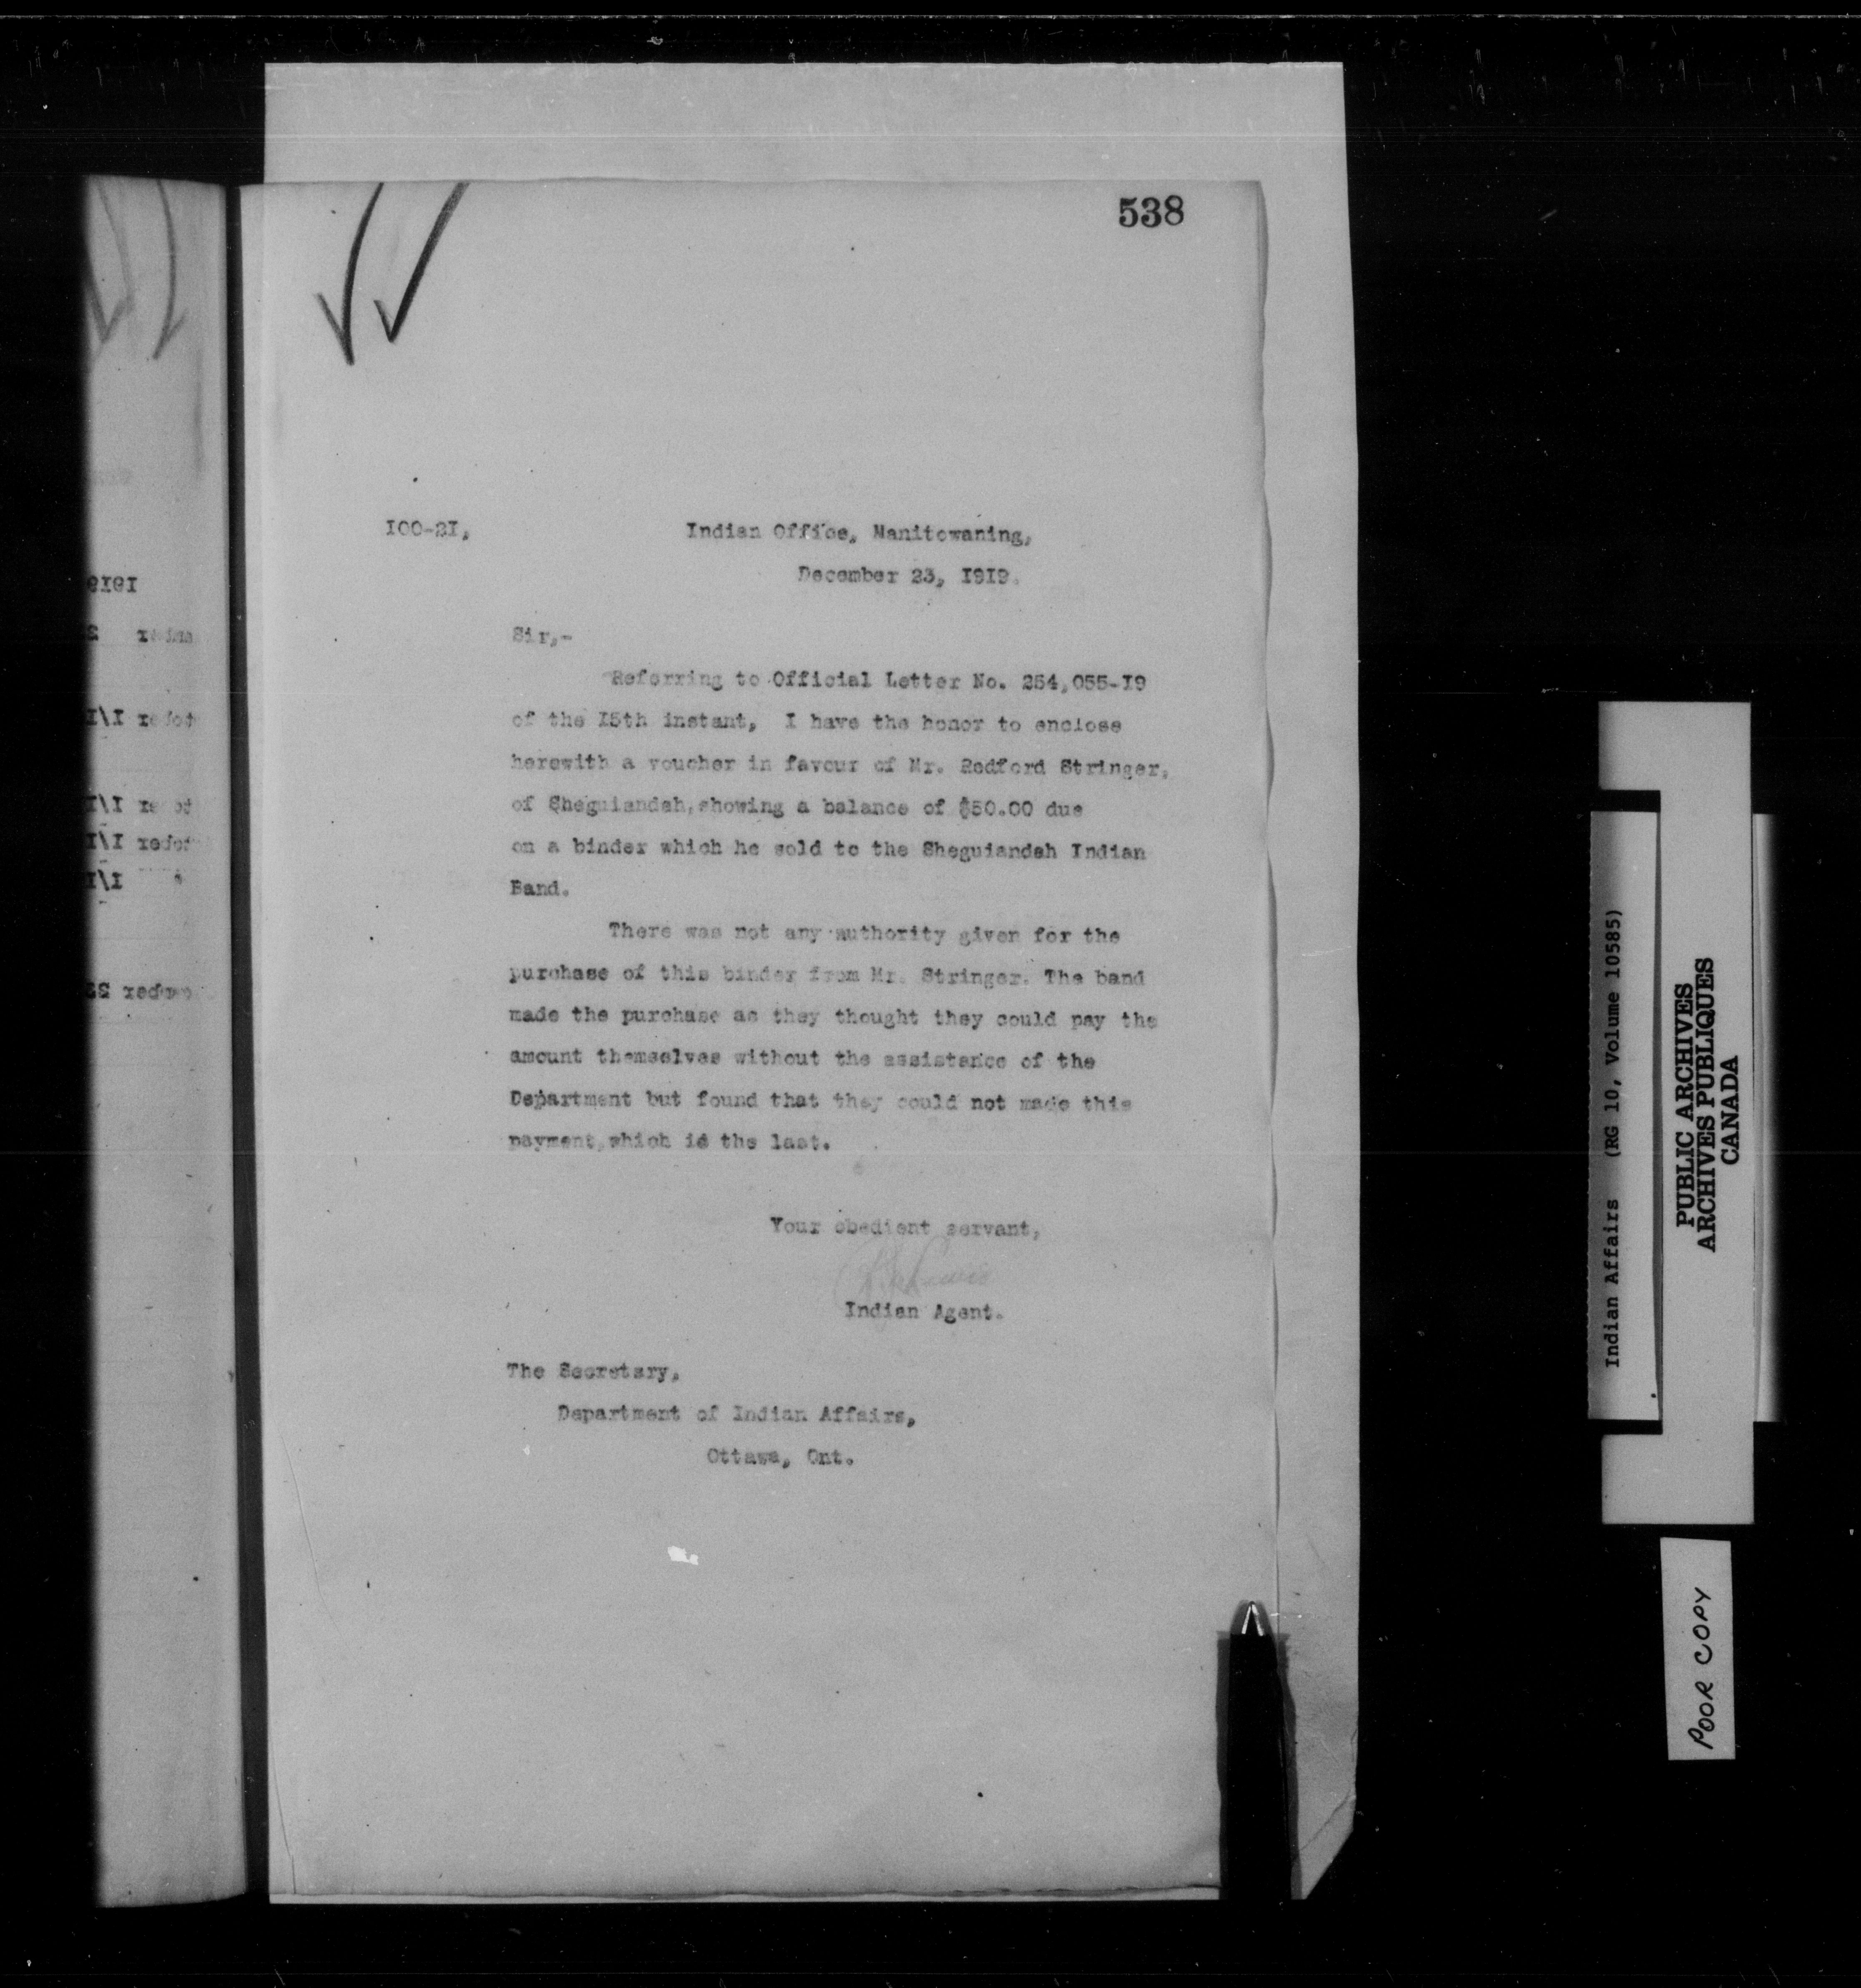 538
I00-2I,
Indian Office, Manitowaning,
December 23, I9I9.
Sir,-
Referring to Official Letter No. 254,055-I9
of the I5th instant, I have the honor to enclose
herewith a voucher in favour of Mr. Redford Stringer,
of Sheguiandah, showing a balance of $50.00 due
on a binder which he sold to the Sheguiandah Indian
Band.
There was not any authority given for the
purchase of this binder from Mr. Stringer. The band
made the purchase as they thought they could pay the
amount themselves without the assistance of the
Department but found that they could not made this
payment, which is the last.
Your obedient servant,
Indian Agent.
The Secretary,
Department of Indian Affairs,
Ottawa, Ont.
Indian Affairs (RG 10, Volume 10585)
PUBLIC ARCHIVES
ARCHIVES PUBLIQUES
CANADA
POOR COPY